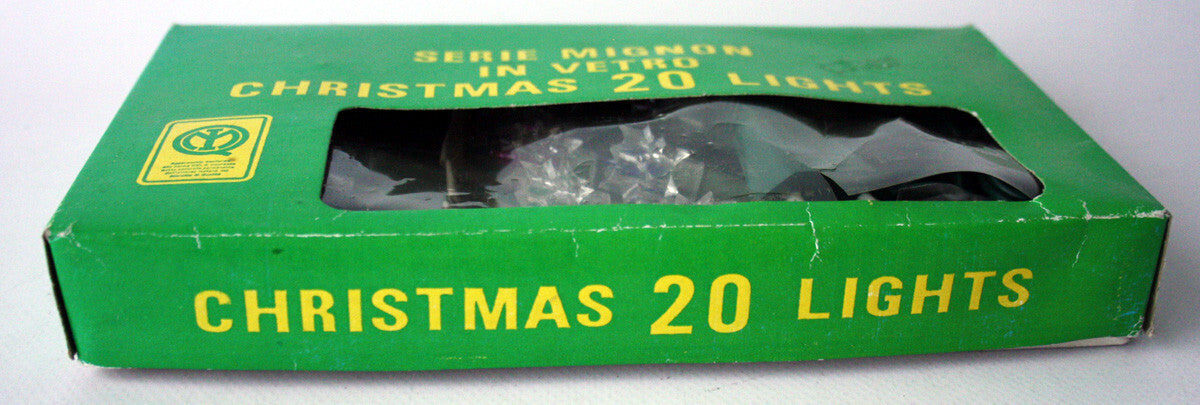 SERIE MIGNON
IN VETRO
CHRISTMAS 20 LIGHTS
CHRISTMAS 20 LIGHTS